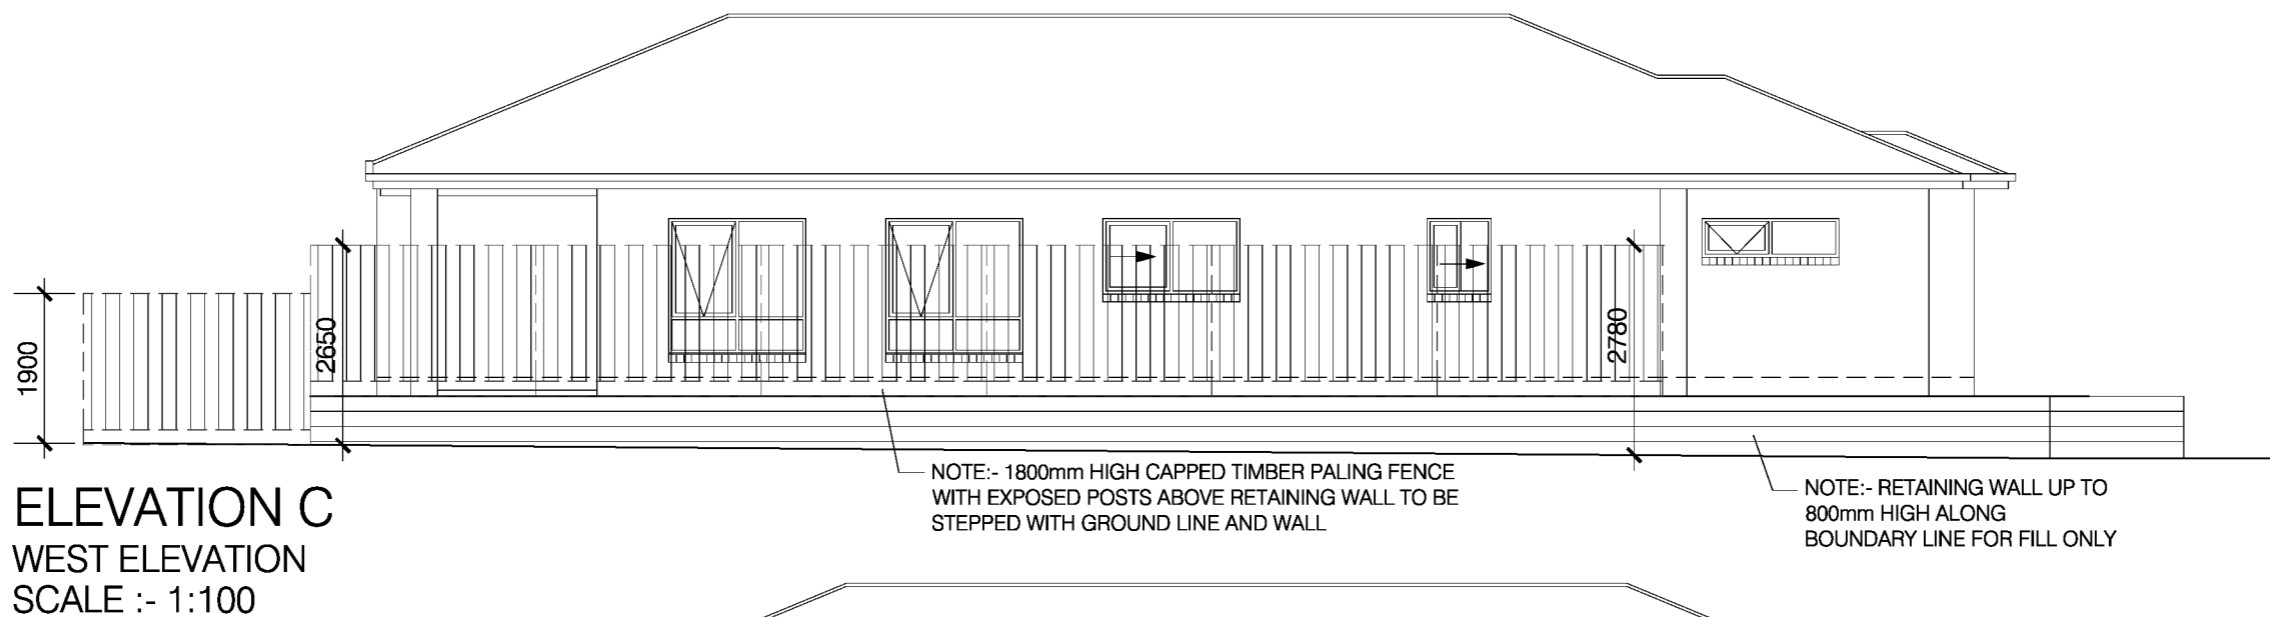 1900
2650
2780
NOTE:- 1800mm HIGH CAPPED TIMBER PALING FENCE
WITH EXPOSED POSTS ABOVE RETAINING WALL TO BE
STEPPED WITH GROUND LINE AND WALL
NOTE:- RETAINING WALL UP TO
800mm HIGH ALONG
BOUNDARY LINE FOR FILL ONLY
ELEVATION C
WEST ELEVATION
SCALE :- 1:100